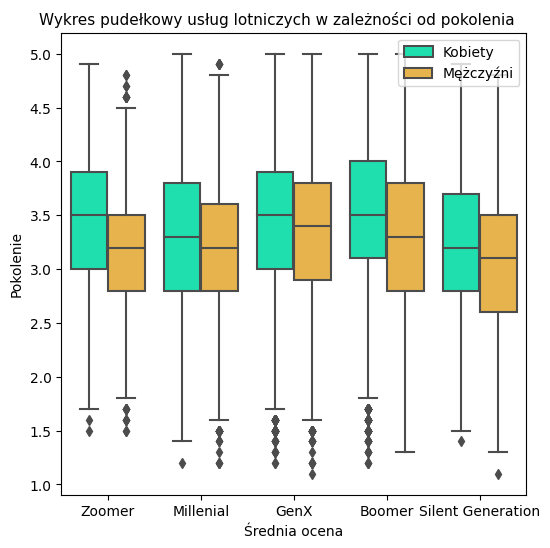 Wykres pudełkowy usług lotniczych w zależności od pokolenia
Kobiety
Mężczyźni
Pokolenie
5.0
4.5
4.0
3.5
3.0
2.5
2.0
1.5
1.0
Zoomer Millenial GenX Boomer Silent Generation
Średnia ocena